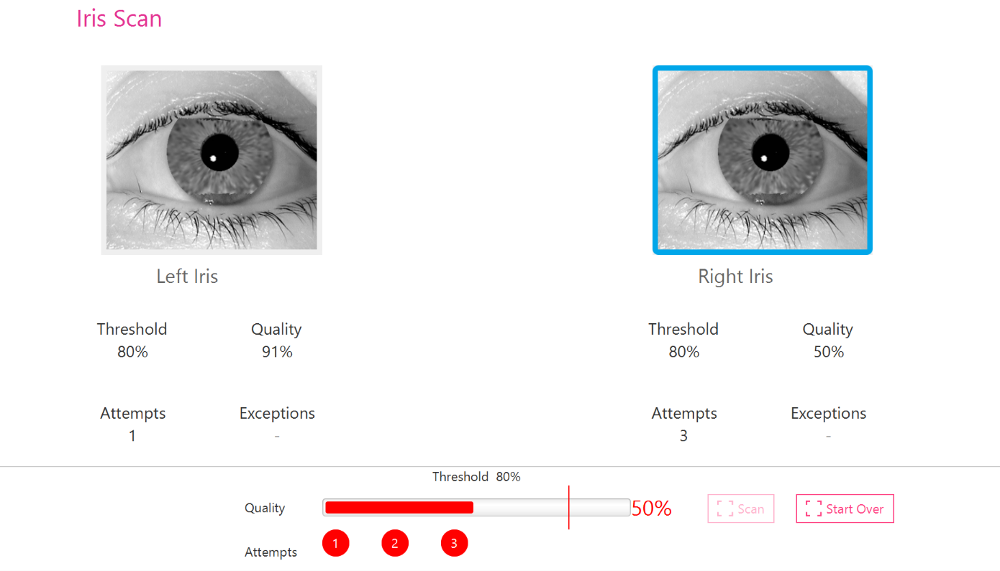 Iris Scan
Left Iris
Right Iris
Threshold Quality
80% 91%
Threshold Quality
80% 50%
Attempts Exceptions
1 -
Attempts Exceptions
3 -
Threshold 80%
Quality 50% Scan Start Over
Attempts 1 2 3